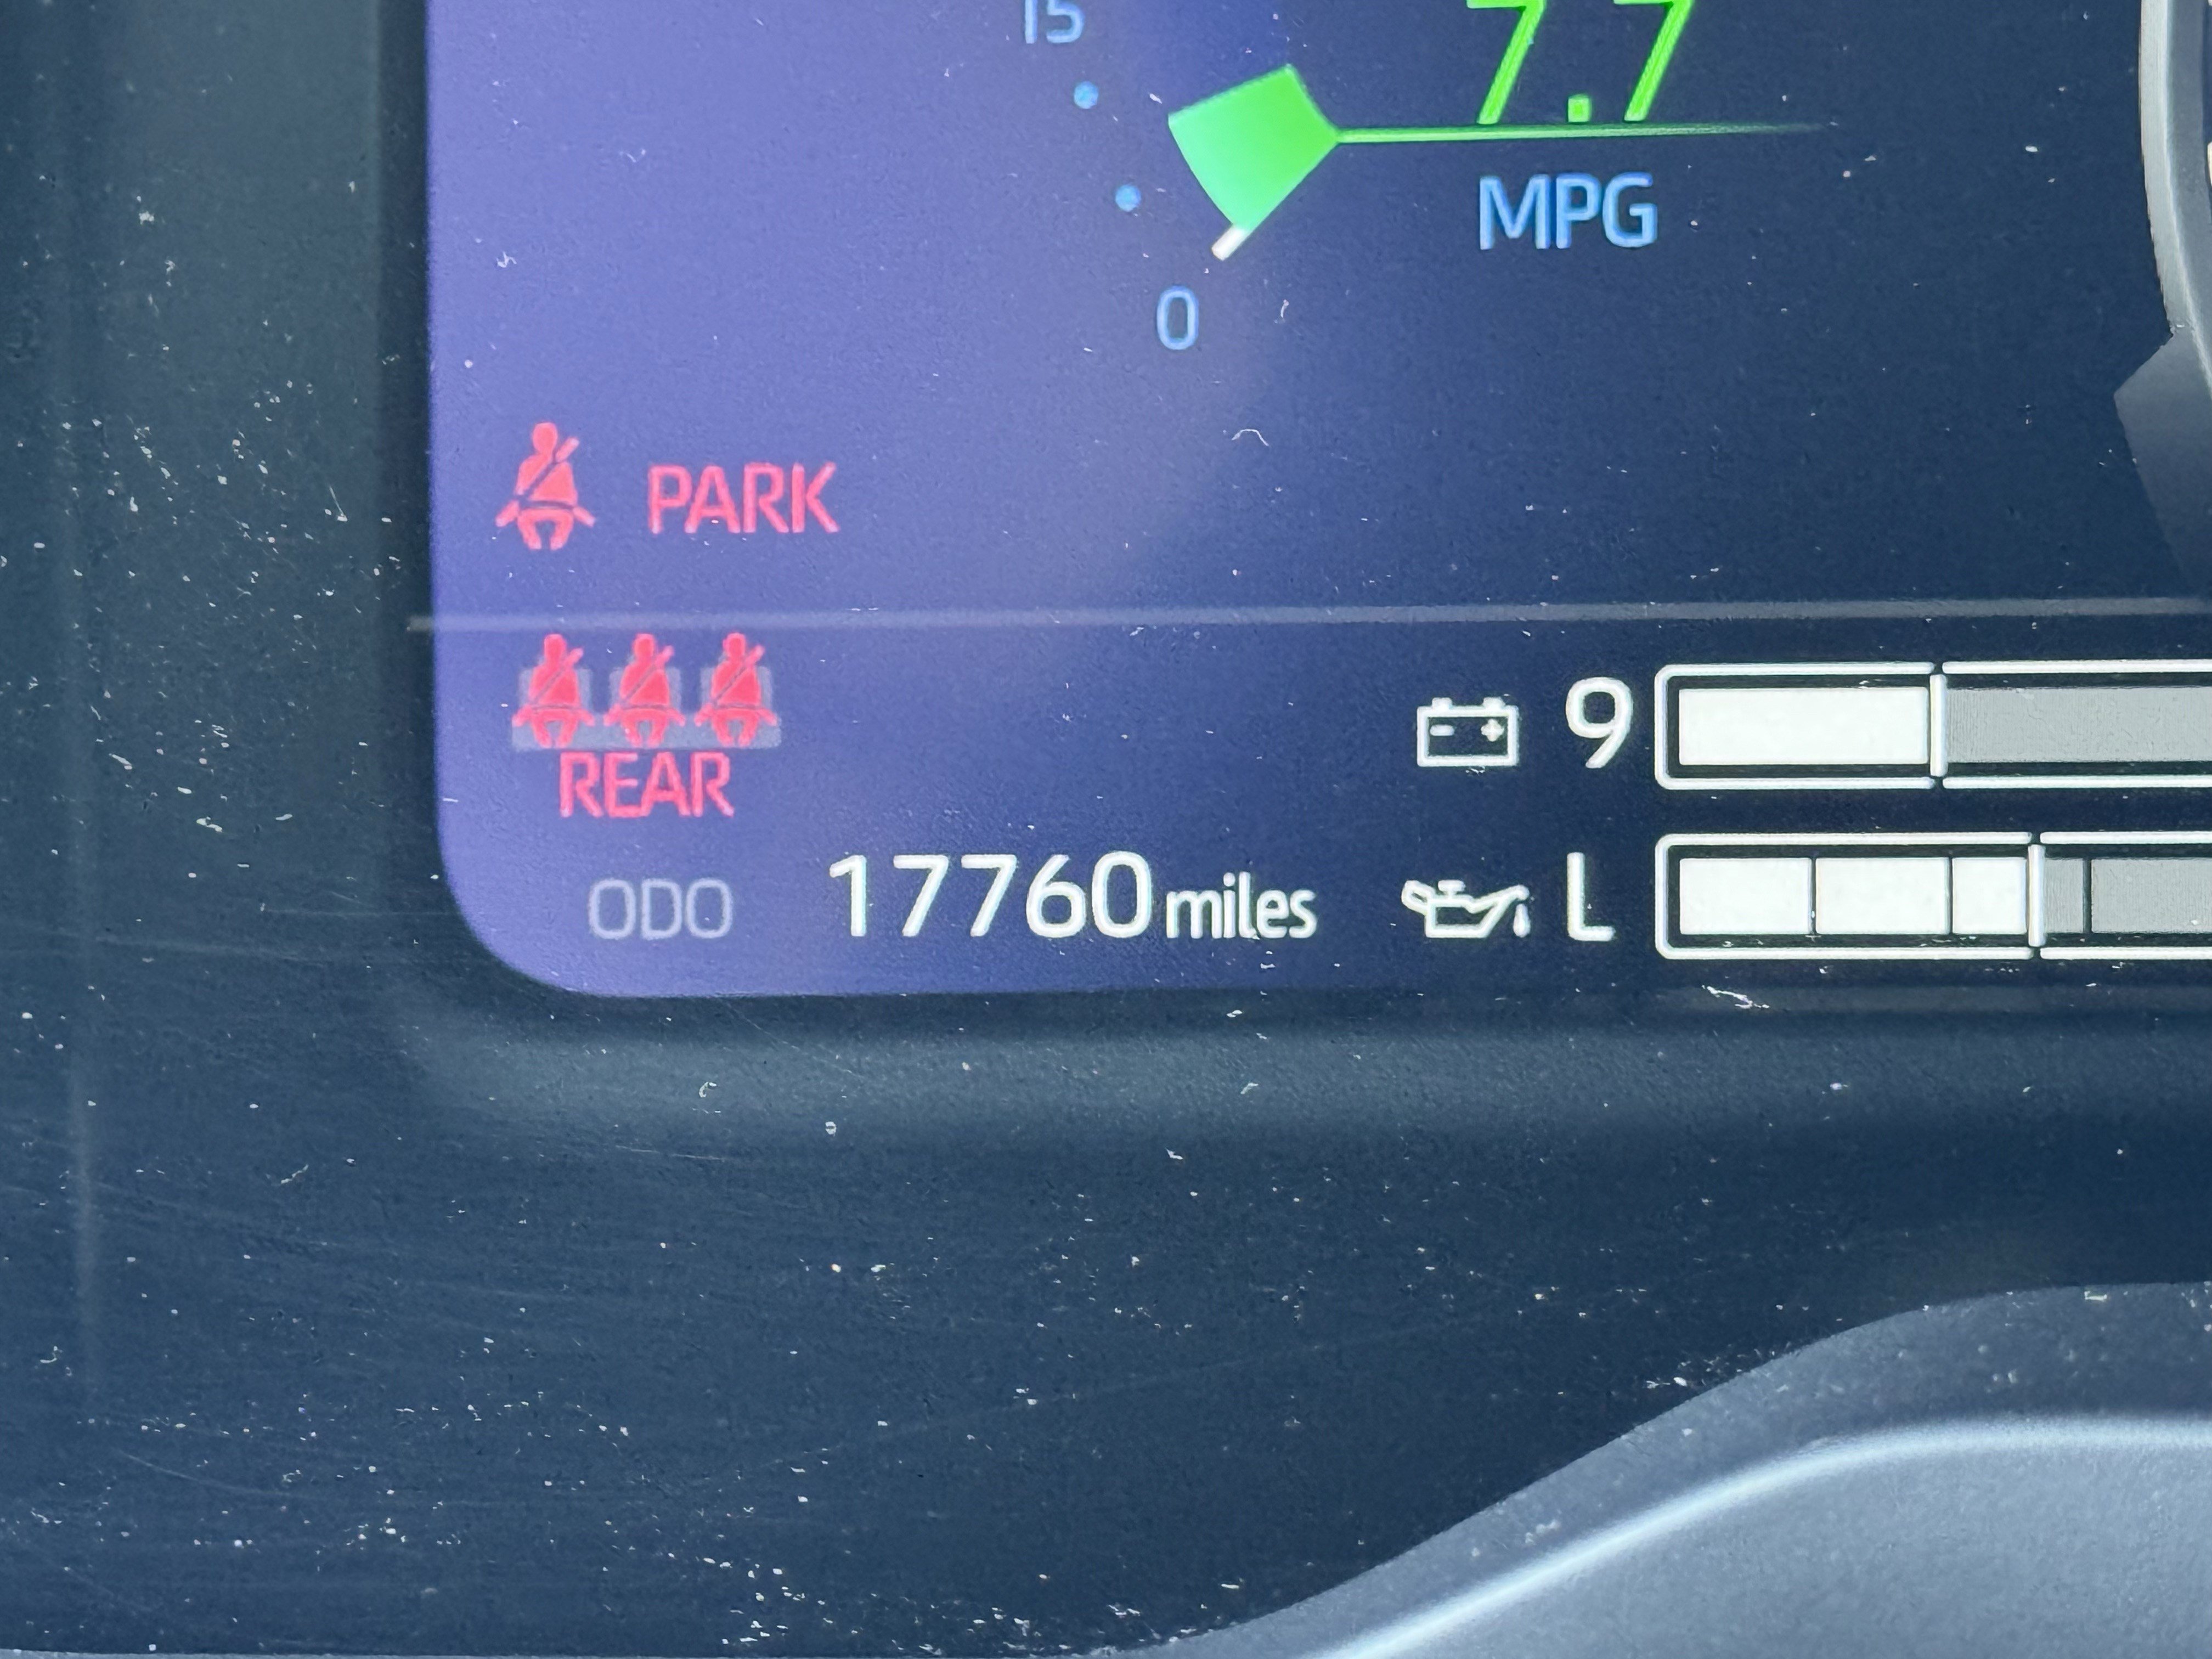 15
7.7
MPG
0
PARK
REAR
9
ODO 17760 miles
L